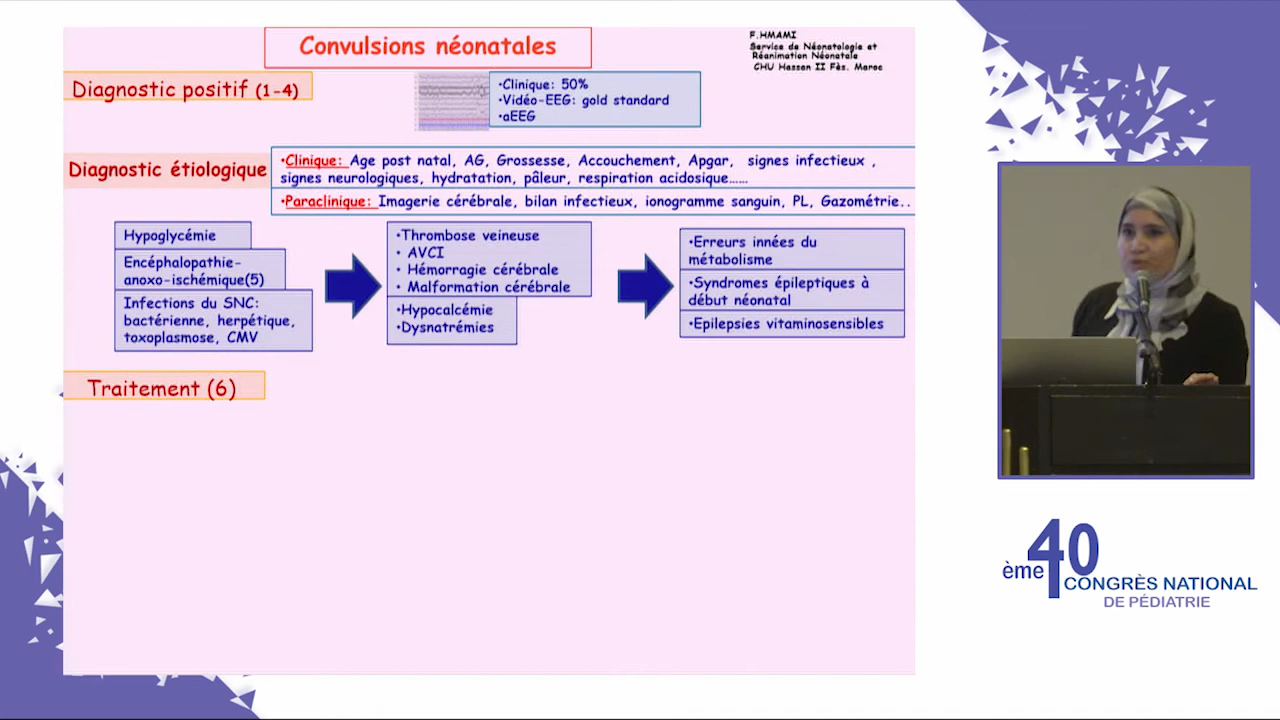 Convulsions néonatales
F.HMAMI
Service de Néonatologie et
Réanimation Néonatale
CHU Hassan II Fès. Maroc
Diagnostic positif (1-4)
•Clinique: 50%
•Vidéo-EEG: gold standard
•aEEG
Diagnostic étiologique
•Clinique: Age post natal, AG, Grossesse, Accouchement, Apgar, signes infectieux ,
signes neurologiques, hydratation, pâleur, respiration acidosique……
•Paraclinique: Imagerie cérébrale, bilan infectieux, ionogramme sanguin, PL, Gazométrie..
Hypoglycémie
Encéphalopathie-
anoxo-ischémique(5)
Infections du SNC:
bactérienne, herpétique,
toxoplasmose, CMV
•Thrombose veineuse
• AVCI
• Hémorragie cérébrale
• Malformation cérébrale
•Hypocalcémie
•Dysnatrémies
•Erreurs innées du
métabolisme
•Syndromes épileptiques à
début néonatal
•Epilepsies vitaminosensibles
Traitement (6)
40
ème
CONGRÈS NATIONAL
DE PÉDIATRIE